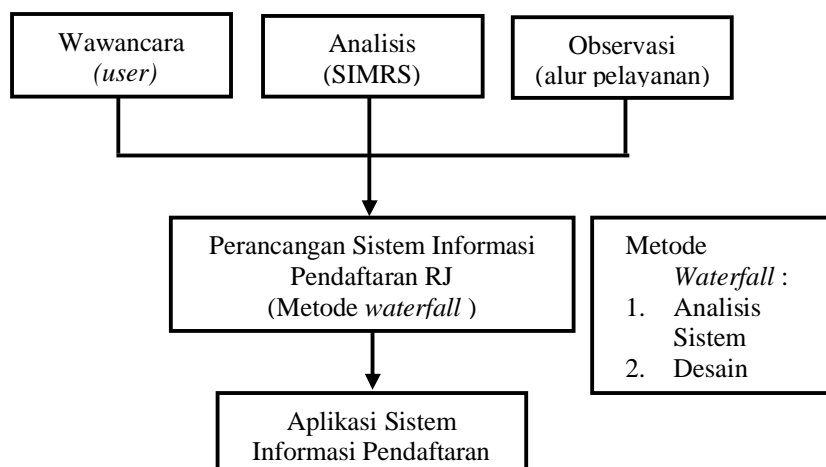 Wawancara
(user)
Analisis
(SIMRS)
Observasi
(alur pelayanan)
Perancangan Sistem Informasi
Pendaftaran RJ
(Metode waterfall )
Metode
Waterfall :
1. Analisis
Sistem
2. Desain
Aplikasi Sistem
Informasi Pendaftaran